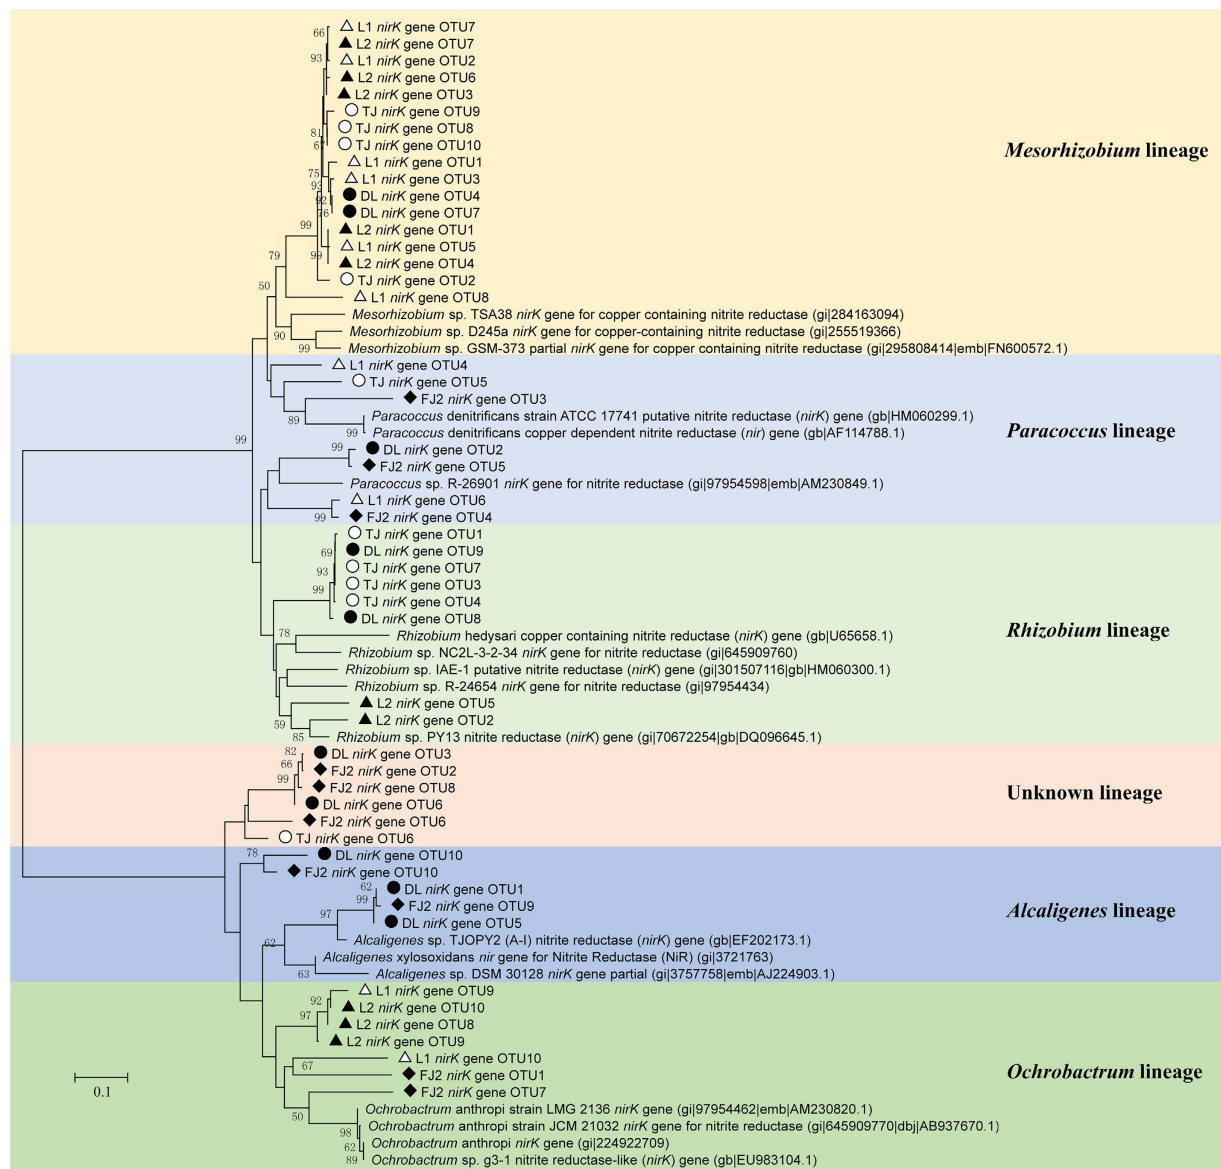 L1 nirK gene OTU7
66
L2 nirK gene OTU7
93
L1 nirK gene OTU2
L2 nirK gene OTU6
L2 nirK gene OTU3
TJ nirK gene OTU9
81
TJ nirK gene OTU8
TJ nirK gene OTU10
Mesorhizobium lineage
L1 nirK gene OTU1
75
L1 nirK gene OTU3
93
DL nirK gene OTU4
92
DL nirK gene OTU7
76
99
L2 nirK gene OTU1
L1 nirK gene OTU5
79
99
L2 nirK gene OTU4
TJ nirK gene OTU2
50
L1 nirK gene OTU8
Mesorhizobium sp. TSA38 nirK gene for copper containing nitrite reductase (gi|284163094)
90
Mesorhizobium sp. D245a nirK gene for copper-containing nitrite reductase (gi|255519366)
99
Mesorhizobium sp. GSM-373 partial nirK gene for copper containing nitrite reductase (gi|295808414|emb|FN600572.1)
L1 nirK gene OTU4
TJ nirK gene OTU5
FJ2 nirK gene OTU3
89
Paracoccus denitrificans strain ATCC 17741 putative nitrite reductase (nirK) gene (gb|HM060299.1)
99
Paracoccus denitrificans copper dependent nitrite reductase (nir) gene (gb|AF114788.1)
Paracoccus lineage
99
99
DL nirK gene OTU2
FJ2 nirK gene OTU5
Paracoccus sp. R-26901 nirK gene for nitrite reductase (gi|97954598|emb|AM230849.1)
L1 nirK gene OTU6
99
FJ2 nirK gene OTU4
TJ nirK gene OTU1
69
DL nirK gene OTU9
93
TJ nirK gene OTU7
TJ nirK gene OTU3
99
TJ nirK gene OTU4
DL nirK gene OTU8
Rhizobium lineage
78
Rhizobium hedysari copper containing nitrite reductase (nirK) gene (gb|U65658.1)
Rhizobium sp. NC2L-3-2-34 nirK gene for nitrite reductase (gi|645909760)
Rhizobium sp. IAE-1 putative nitrite reductase (nirK) gene (gi|301507116|gb|HM060300.1)
Rhizobium sp. R-24654 nirK gene for nitrite reductase (gi|97954434)
L2 nirK gene OTU5
L2 nirK gene OTU2
59
85
Rhizobium sp. PY13 nitrite reductase (nirK) gene (gi|70672254|gb|DQ096645.1)
82
DL nirK gene OTU3
66
FJ2 nirK gene OTU2
99
FJ2 nirK gene OTU8
Unknown lineage
DL nirK gene OTU6
FJ2 nirK gene OTU6
TJ nirK gene OTU6
78
DL nirK gene OTU10
FJ2 nirK gene OTU10
62
DL nirK gene OTU1
99
FJ2 nirK gene OTU9
Alcaligenes lineage
97
DL nirK gene OTU5
62
Alcaligenes sp. TJOPY2 (A-I) nitrite reductase (nirK) gene (gb|EF202173.1)
Alcaligenes xylosoxidans nir gene for Nitrite Reductase (NiR) (gi|3721763)
63
Alcaligenes sp. DSM 30128 nirK gene partial (gi|3757758|emb|AJ224903.1)
L1 nirK gene OTU9
92
L2 nirK gene OTU10
97
L2 nirK gene OTU8
L2 nirK gene OTU9
L1 nirK gene OTU10
67
Ochrobactrum lineage
FJ2 nirK gene OTU1
0.1
FJ2 nirK gene OTU7
50
Ochrobactrum anthropi strain LMG 2136 nirK gene (gi|97954462|emb|AM230820.1)
Ochrobactrum anthropi strain JCM 21032 nirK gene for nitrite reductase (gi|645909770|dbj|AB937670.1)
98
62
Ochrobactrum anthropi nirK gene (gi|224922709)
89
Ochrobactrum sp. g3-1 nitrite reductase-like (nirK) gene (gb|EU983104.1)